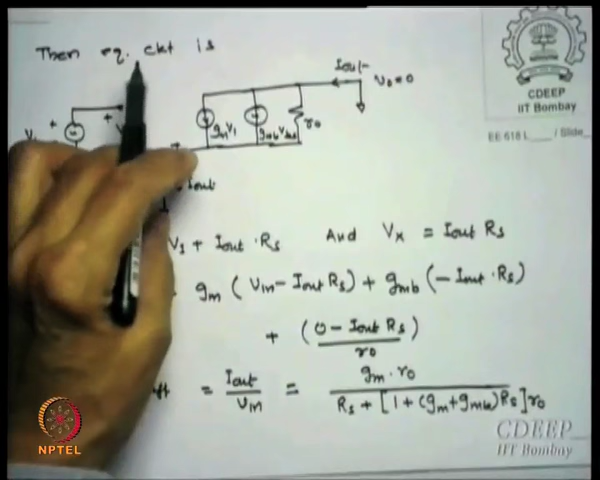 Then eq. ckt is
Iout
V0 = 0
+
+
gmV1
gmbVbs
r0
Iout
V1 + Iout · Rs And VX = Iout Rs
gm (Vin - Iout Rs) + gmb (- Iout · Rs)
+ (0 - Iout Rs) / r0
= Iout / Vin = gm · r0 / Rs + [1 + (gm + gmb) Rs] r0
CDEEP
IIT Bombay
EE 618 L____ / Slide
NPTEL
CDEEP
IIT Bombay